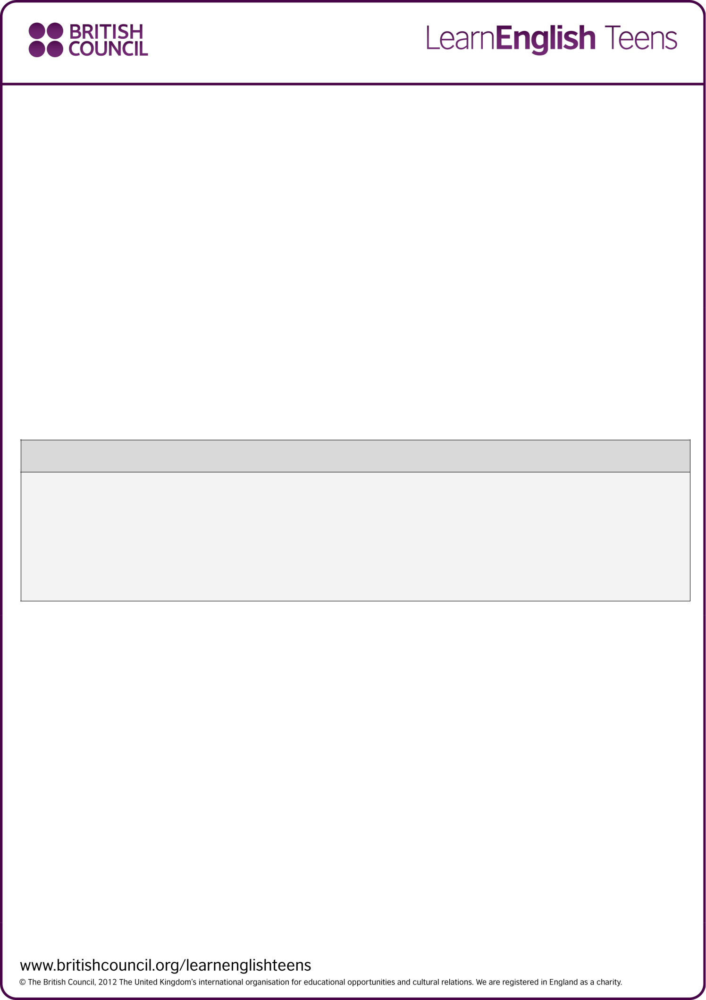 BRITISH
COUNCIL
LearnEnglish Teens
www.britishcouncil.org/learnenglishteens
© The British Council, 2012 The United Kingdom’s international organisation for educational opportunities and cultural relations. We are registered in England as a charity.